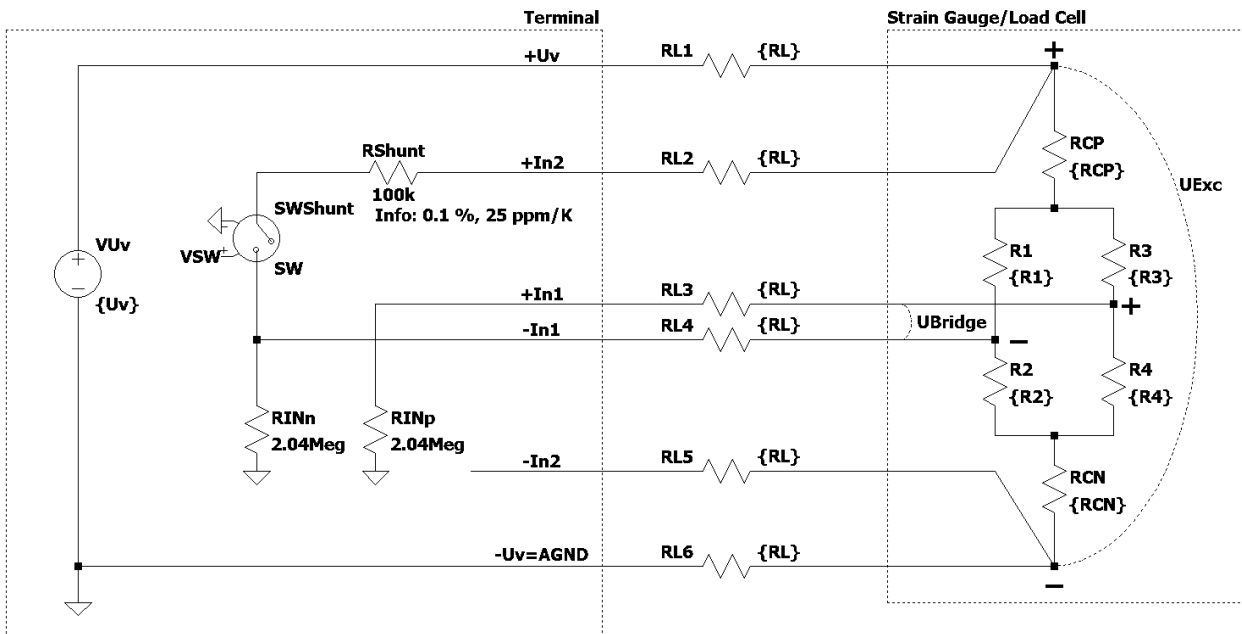 Terminal
Strain Gauge/Load Cell
+Uv
RL1
{RL}
+
RShunt
+In2
RL2
{RL}
RCP
{RCP}
UExc
100k
Info: 0.1 %, 25 ppm/K
SWShunt
-
VUv
+
VSW
+
SW
R1
{R1}
R3
{R3}
-
{Uv}
+In1
RL3
{RL}
+
-In1
RL4
{RL}
UBridge
-
R2
{R2}
R4
{R4}
RINn
2.04Meg
RINp
2.04Meg
-In2
RL5
{RL}
RCN
{RCN}
-Uv=AGND
RL6
{RL}
-